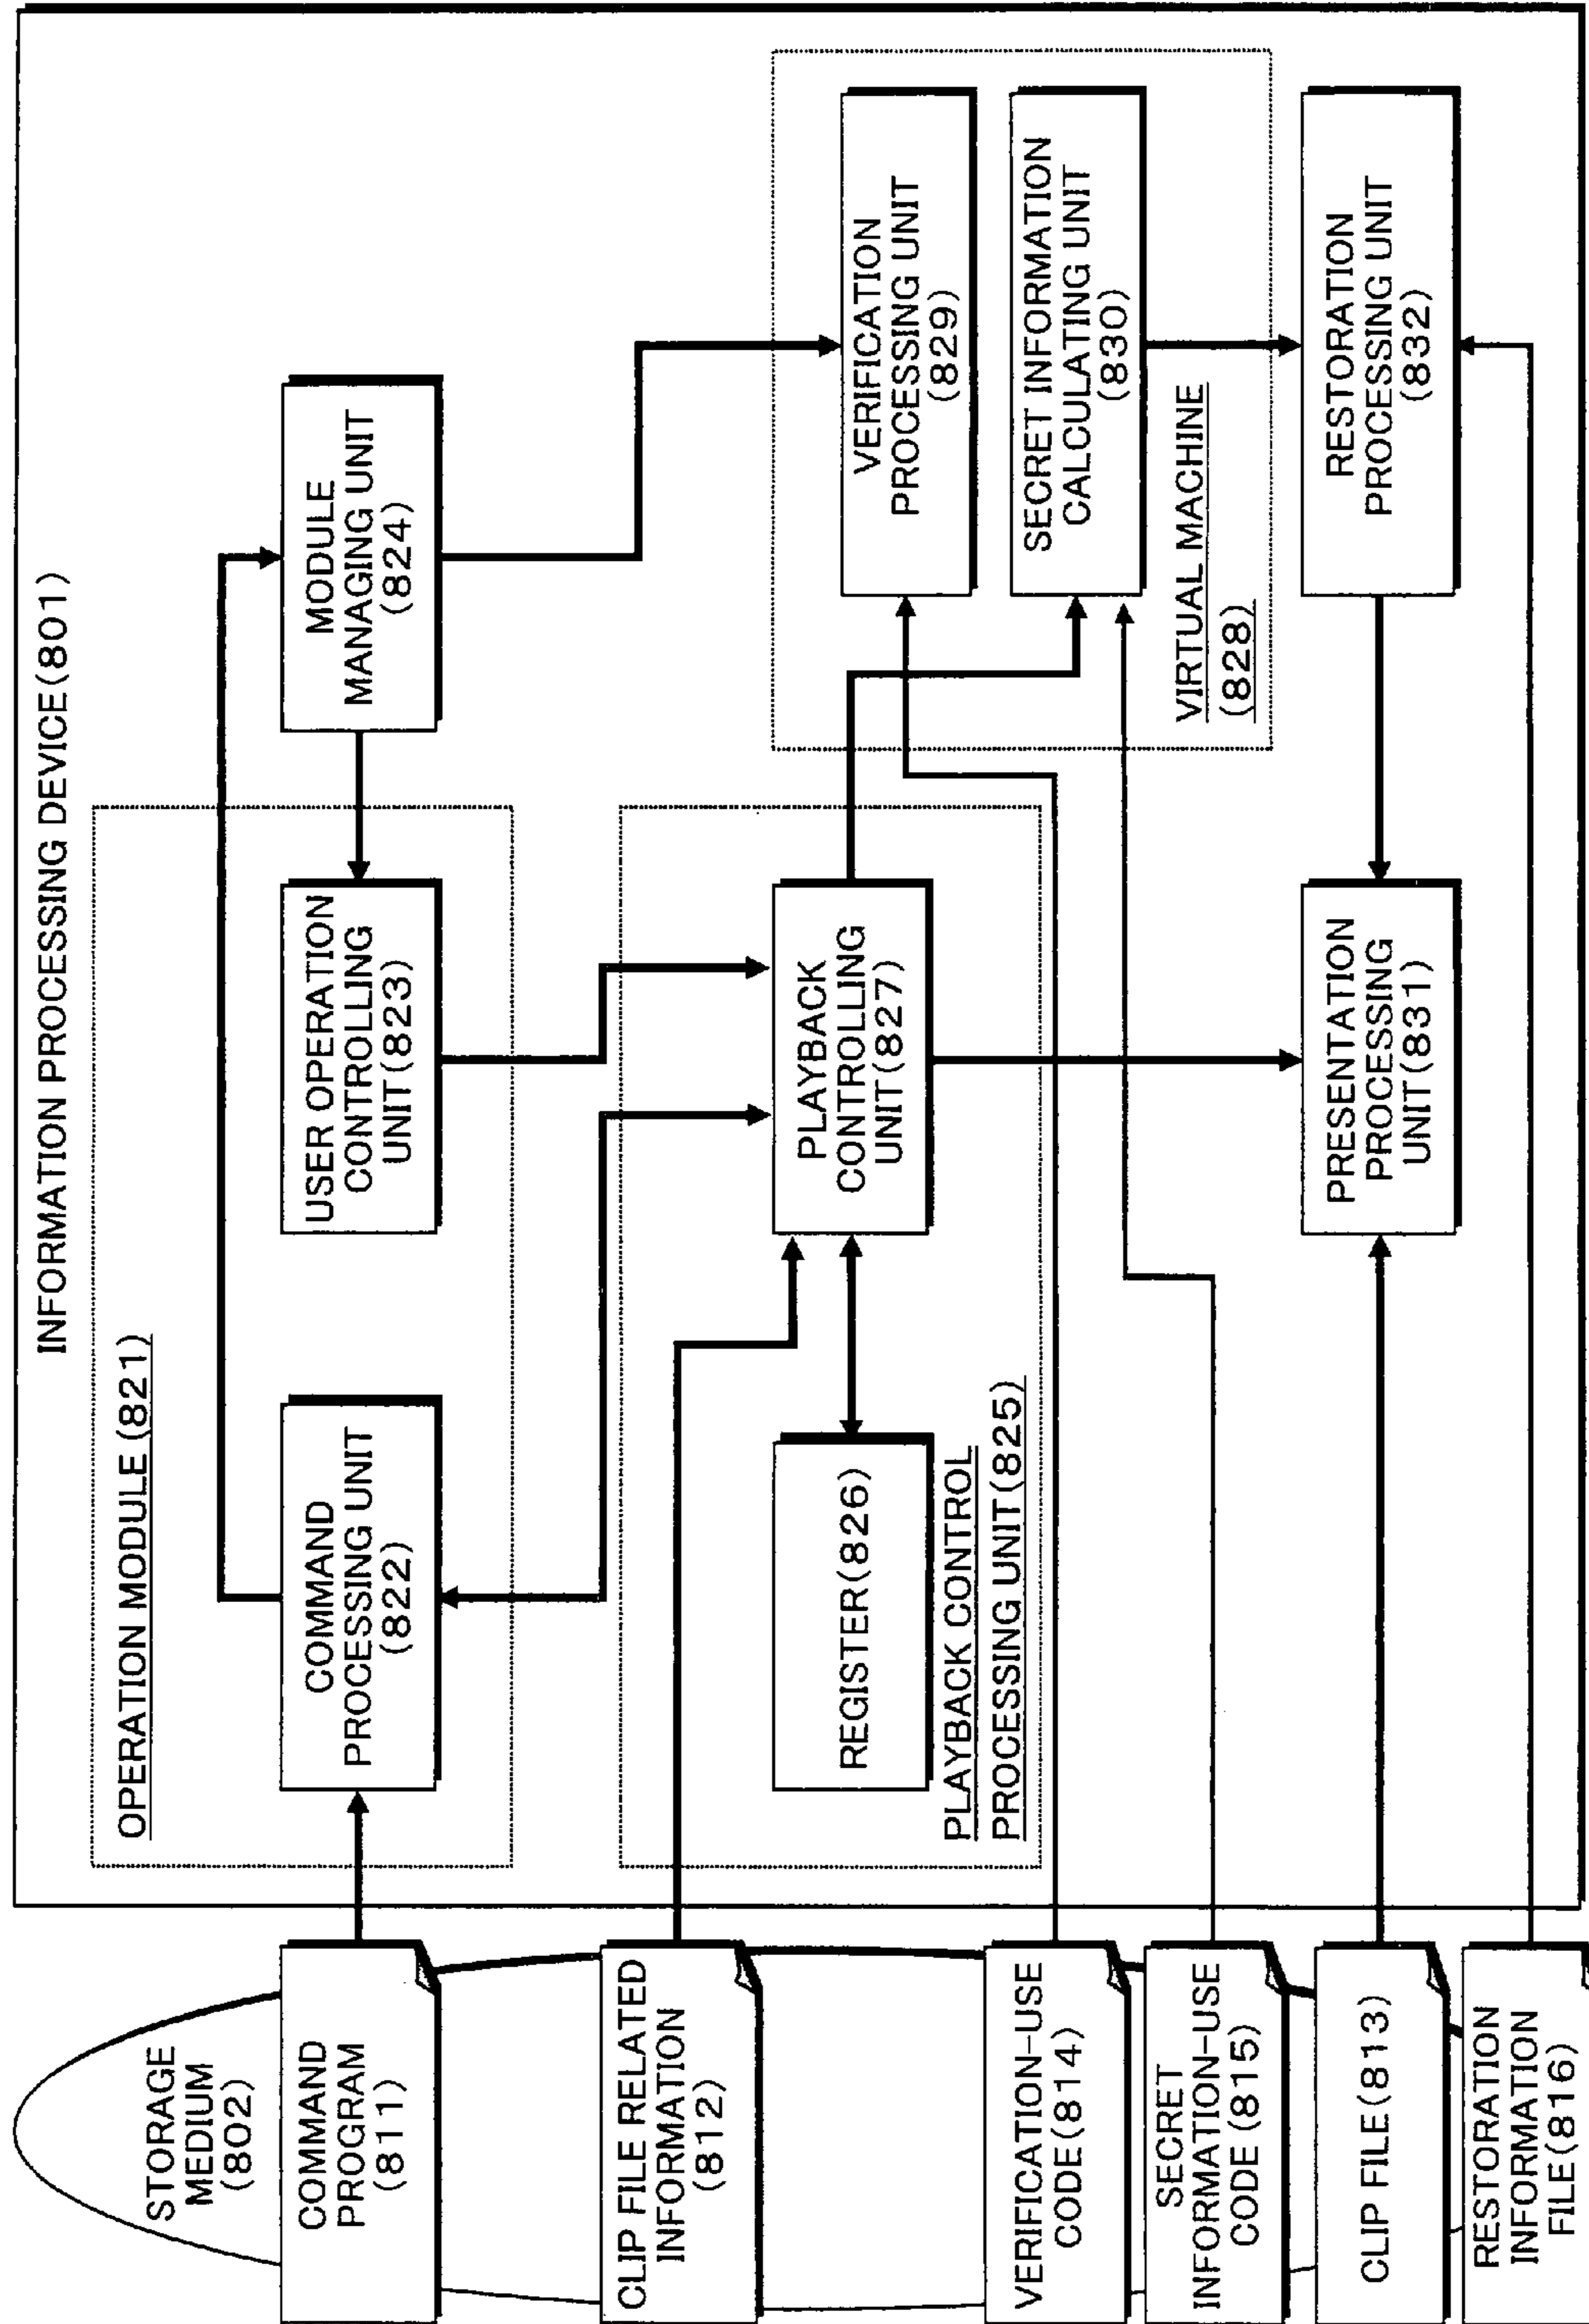 INFORMATION PROCESSING DEVICE(801)
STORAGE
MEDIUM
(802)
COMMAND
PROGRAM
(811)
CLIP FILE RELATED
INFORMATION
(812)
VERIFICATION-USE
CODE(814)
SECRET
INFORMATION-USE
CODE (815)
CLIP FILE(813)
RESTORATION
INFORMATION
FILE(816)
OPERATION MODULE (821)
COMMAND
PROCESSING UNIT
(822)
USER OPERATION
CONTROLLING
UNIT(823)
MODULE
MANAGING UNIT
(824)
REGISTER(826)
PLAYBACK CONTROL
PROCESSING UNIT(825)
PLAYBACK
CONTROLLING
UNIT(827)
VERIFICATION
PROCESSING UNIT
(829)
SECRET INFORMATION
CALCULATING UNIT
(830)
VIRTUAL MACHINE
(828)
PRESENTATION
PROCESSING
UNIT(831)
RESTORATION
PROCESSING UNIT
(832)